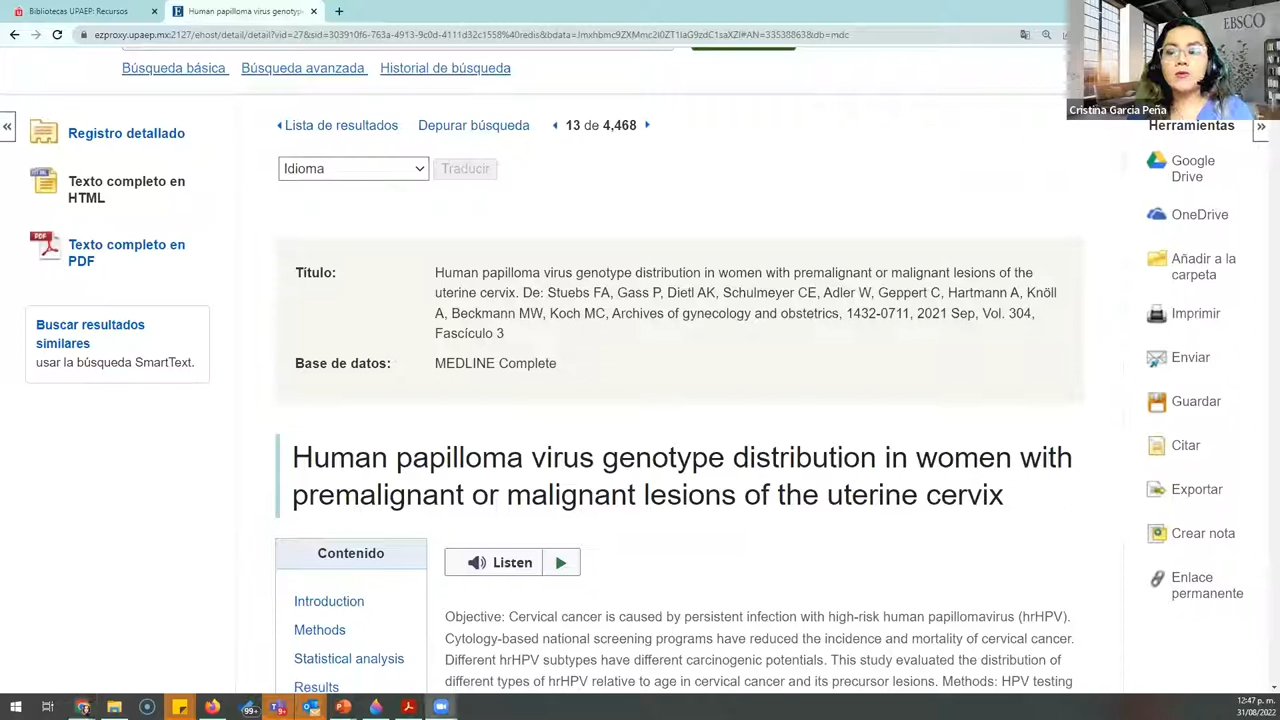 Bibliotecas UPAEP: Recursos
Human papilloma virus genotype
EBSCO
Búsqueda básica Búsqueda avanzada Historial de búsqueda
Cristina Garcia Peña
Registro detallado
Texto completo en
HTML
Texto completo en
PDF
Buscar resultados
similares
usar la búsqueda SmartText.
Lista de resultados Depurar búsqueda 13 de 4,468
Idioma Traducir
Título: Human papilloma virus genotype distribution in women with premalignant or malignant lesions of the
uterine cervix. De: Stuebs FA, Gass P, Dietl AK, Schulmeyer CE, Adler W, Geppert C, Hartmann A, Knöll
A, Beckmann MW, Koch MC, Archives of gynecology and obstetrics, 1432-0711, 2021 Sep, Vol. 304,
Fascículo 3
Base de datos: MEDLINE Complete
Human papilloma virus genotype distribution in women with
premalignant or malignant lesions of the uterine cervix
Contenido
Introduction
Methods
Statistical analysis
Results
Listen
Objective: Cervical cancer is caused by persistent infection with high-risk human papillomavirus (hrHPV).
Cytology-based national screening programs have reduced the incidence and mortality of cervical cancer.
Different hrHPV subtypes have different carcinogenic potentials. This study evaluated the distribution of
different types of hrHPV relative to age in cervical cancer and its precursor lesions. Methods: HPV testing
Herramientas
Google
Drive
OneDrive
Añadir a la
carpeta
Imprimir
Enviar
Guardar
Citar
Exportar
Crear nota
Enlace
permanente
99+
12:47 p. m.
31/08/2022